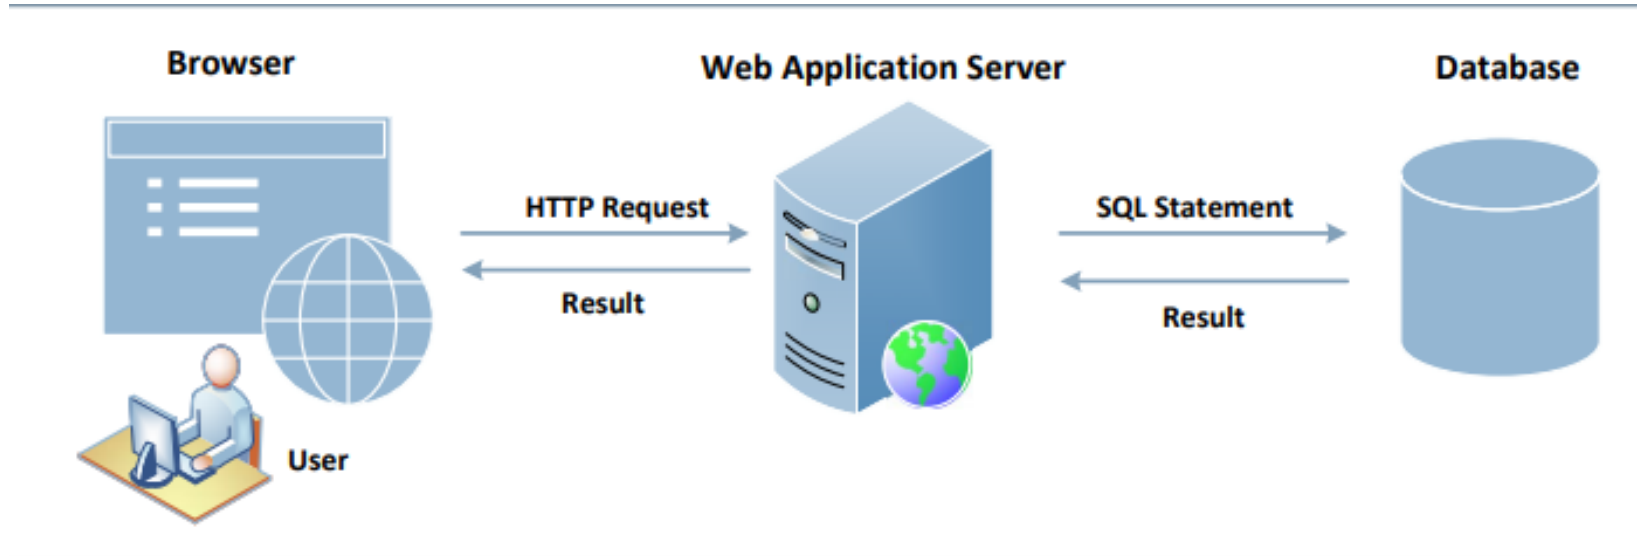 Browser
Web Application Server
Database
HTTP Request
SQL Statement
Result
Result
User